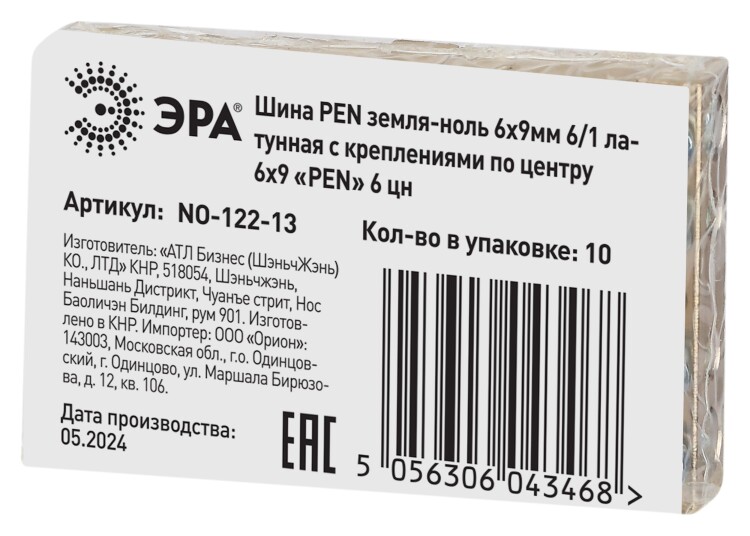 ЭРА®
Шина PEN земля-ноль 6х9мм 6/1 ла-
тунная с креплениями по центру
6х9 «PEN» 6 цн
Артикул: NO-122-13
Кол-во в упаковке: 10
Изготовитель: «АТЛ Бизнес (ШэньчЖэнь)
КО., ЛТД» КНР, 518054, Шэньчжэнь,
Наньшань Дистрикт, Чуанъе стрит, Нос
Баоличэн Билдинг, рум 901. Изготов-
лено в КНР. Импортер: ООО «Орион»:
143003, Московская обл., г.о. Одинцов-
ский, г. Одинцово, ул. Маршала Бирюзо-
ва, д. 12, кв. 106.
Дата производства:
05.2024
EAC
5 056306 043468 >